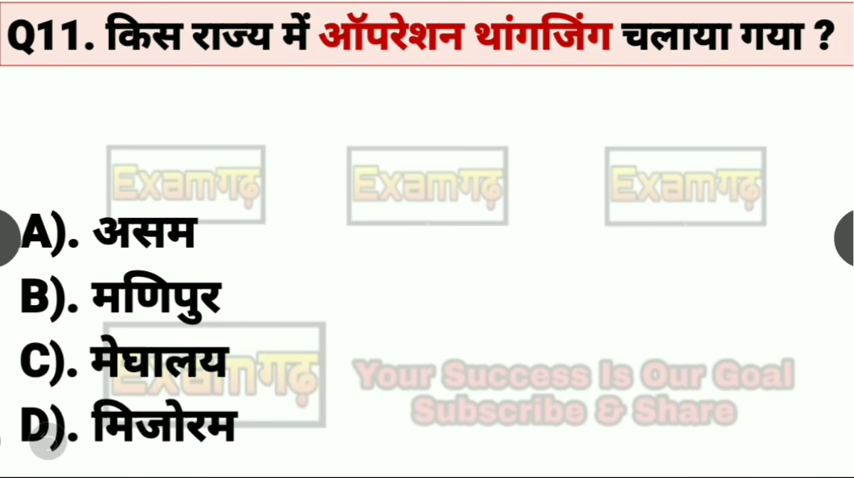 Q11. किस राज्य में ऑपरेशन थांगजिंग चलाया गया ?
Examगढ़ Examगढ़ Examगढ़
A). असम
B). मणिपुर
C). मेघालय
Examगढ़
Your Success Is Our Goal
Subscribe & Share
D). मिजोरम